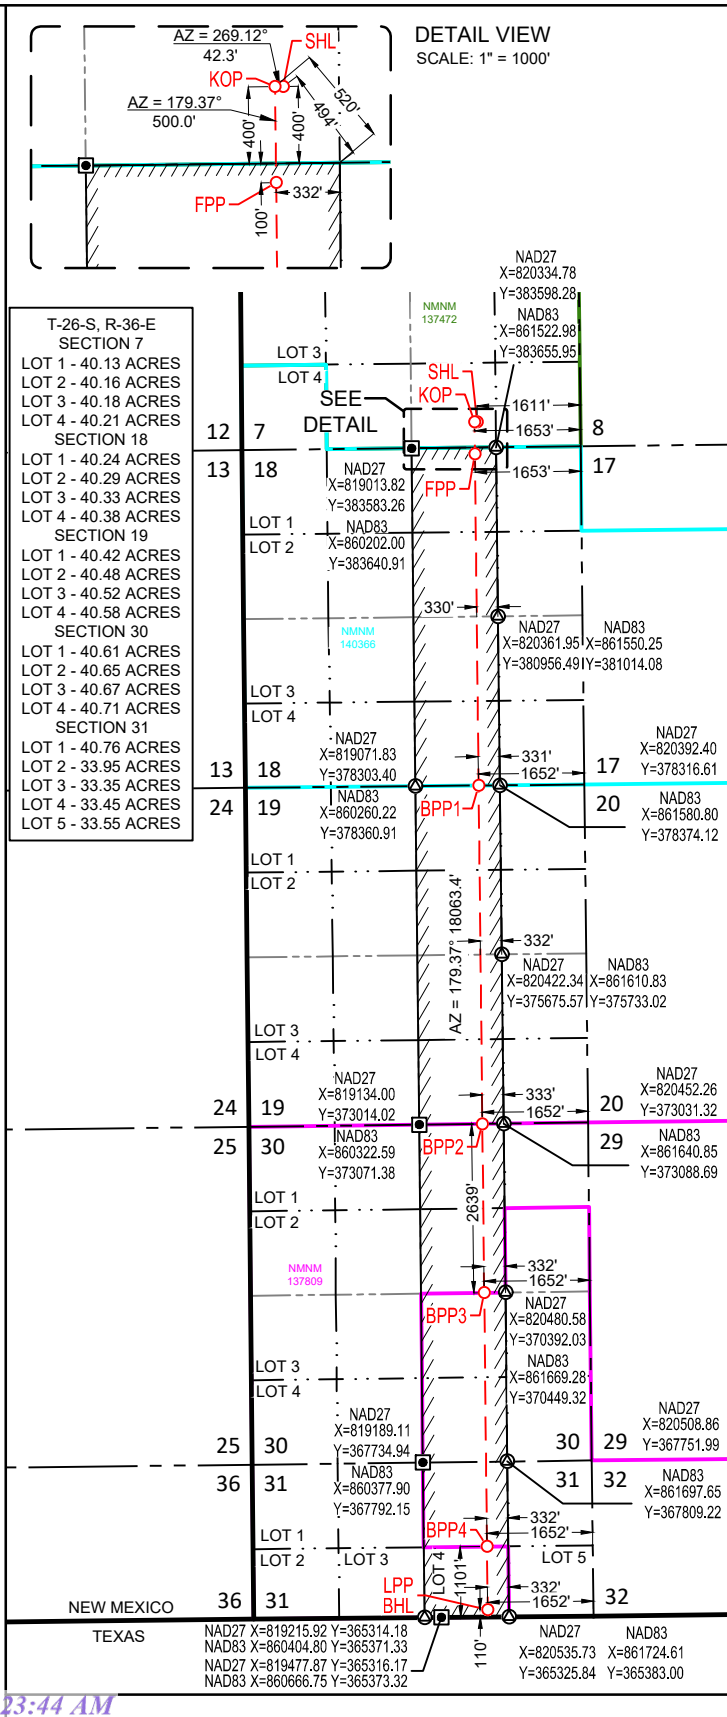 DETAIL VIEW
SCALE: 1" = 1000'
AZ = 269.12°
42.3'
SHL
KOP
AZ = 179.37°
500.0'
520'
494'
400'
400'
FPP
332'
100'
T-26-S, R-36-E
SECTION 7
LOT 1 - 40.13 ACRES
LOT 2 - 40.16 ACRES
LOT 3 - 40.18 ACRES
LOT 4 - 40.21 ACRES
SECTION 18
LOT 1 - 40.24 ACRES
LOT 2 - 40.29 ACRES
LOT 3 - 40.33 ACRES
LOT 4 - 40.38 ACRES
SECTION 19
LOT 1 - 40.42 ACRES
LOT 2 - 40.48 ACRES
LOT 3 - 40.52 ACRES
LOT 4 - 40.58 ACRES
SECTION 30
LOT 1 - 40.61 ACRES
LOT 2 - 40.65 ACRES
LOT 3 - 40.67 ACRES
LOT 4 - 40.71 ACRES
SECTION 31
LOT 1 - 40.76 ACRES
LOT 2 - 33.95 ACRES
LOT 3 - 33.35 ACRES
LOT 4 - 33.45 ACRES
LOT 5 - 33.55 ACRES
NAD27
X=820334.78
Y=383598.28
NAD83
X=861522.98
Y=383655.95
NMNM
137472
LOT 3
LOT 4
SEE
DETAIL
SHL
KOP
1611'
1653'
12 7
8
13 18
17
FPP
1653'
NAD27
X=819013.82
Y=383583.26
NAD83
X=860202.00
Y=383640.91
LOT 1
LOT 2
330'
NMNM
140366
NAD27 NAD83
X=820361.95 X=861550.25
Y=380956.49 Y=381014.08
LOT 3
LOT 4
NAD27
X=819071.83
Y=378303.40
331'
1652'
NAD27
X=820392.40
Y=378316.61
13 18
17
24 19
20
NAD83
X=860260.22
Y=378360.91
BPP1
NAD83
X=861580.80
Y=378374.12
LOT 1
LOT 2
AZ = 179.37° 18063.4'
332'
NAD27 NAD83
X=820422.34 X=861610.83
Y=375675.57 Y=375733.02
LOT 3
LOT 4
NAD27
X=819134.00
Y=373014.02
333'
1652'
NAD27
X=820452.26
Y=373031.32
24 19
20
25 30
29
NAD83
X=860322.59
Y=373071.38
BPP2
NAD83
X=861640.85
Y=373088.69
2639'
LOT 1
LOT 2
NMNM
137809
332'
1652'
BPP3
NAD27
X=820480.58
Y=370392.03
NAD83
X=861669.28
Y=370449.32
LOT 3
LOT 4
NAD27
X=819189.11
Y=367734.94
NAD27
X=820508.86
Y=367751.99
25 30
30 29
36 31
31 32
NAD83
X=860377.90
Y=367792.15
NAD83
X=861697.65
Y=367809.22
332'
1652'
BPP4
LOT 1
LOT 2
LOT 3
LOT 4
LOT 5
1101'
332'
1652'
LPP
BHL
36 31
32
NEW MEXICO
TEXAS
110'
NAD27 X=819215.92 Y=365314.18
NAD83 X=860404.80 Y=365371.33
NAD27 X=819477.87 Y=365316.17
NAD83 X=860666.75 Y=365373.32
NAD27 NAD83
X=820535.73 X=861724.61
Y=365325.84 Y=365383.00
23:44 AM